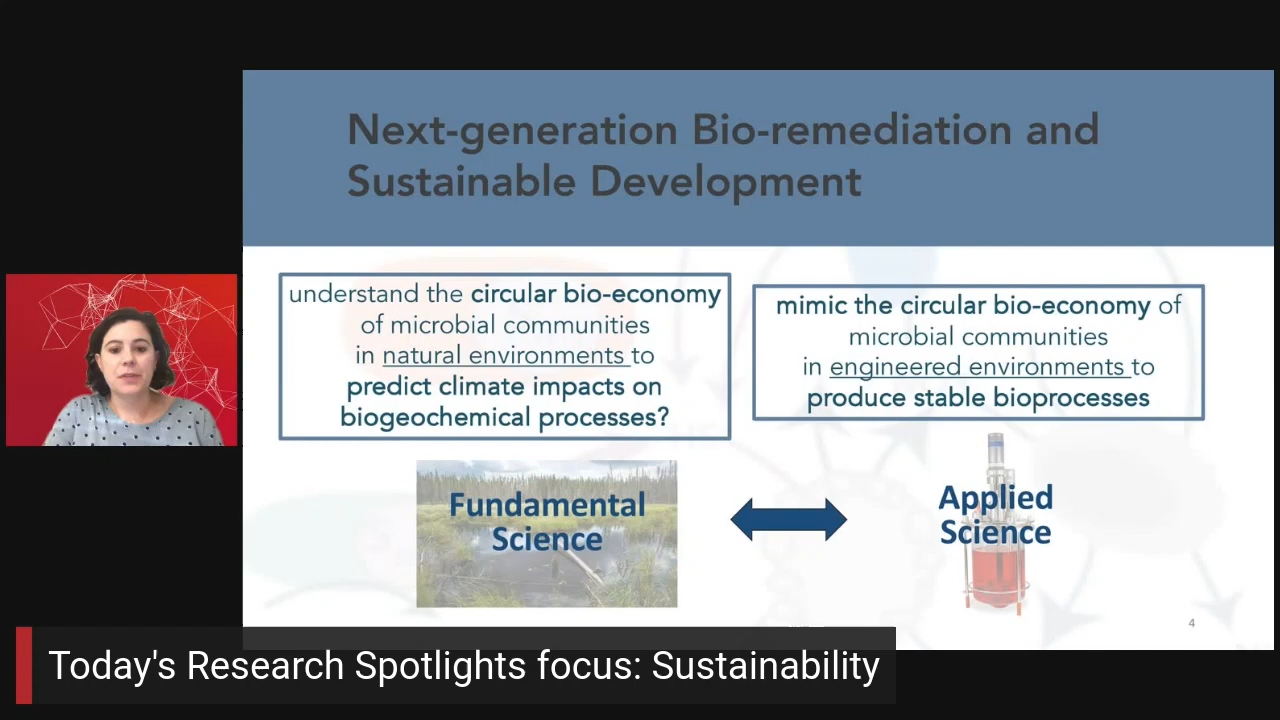 Next-generation Bio-remediation and
Sustainable Development
understand the circular bio-economy
of microbial communities
in natural environments to
predict climate impacts on
biogeochemical processes?
mimic the circular bio-economy of
microbial communities
in engineered environments to
produce stable bioprocesses
Fundamental
Science
Applied
Science
4
Today's Research Spotlights focus: Sustainability